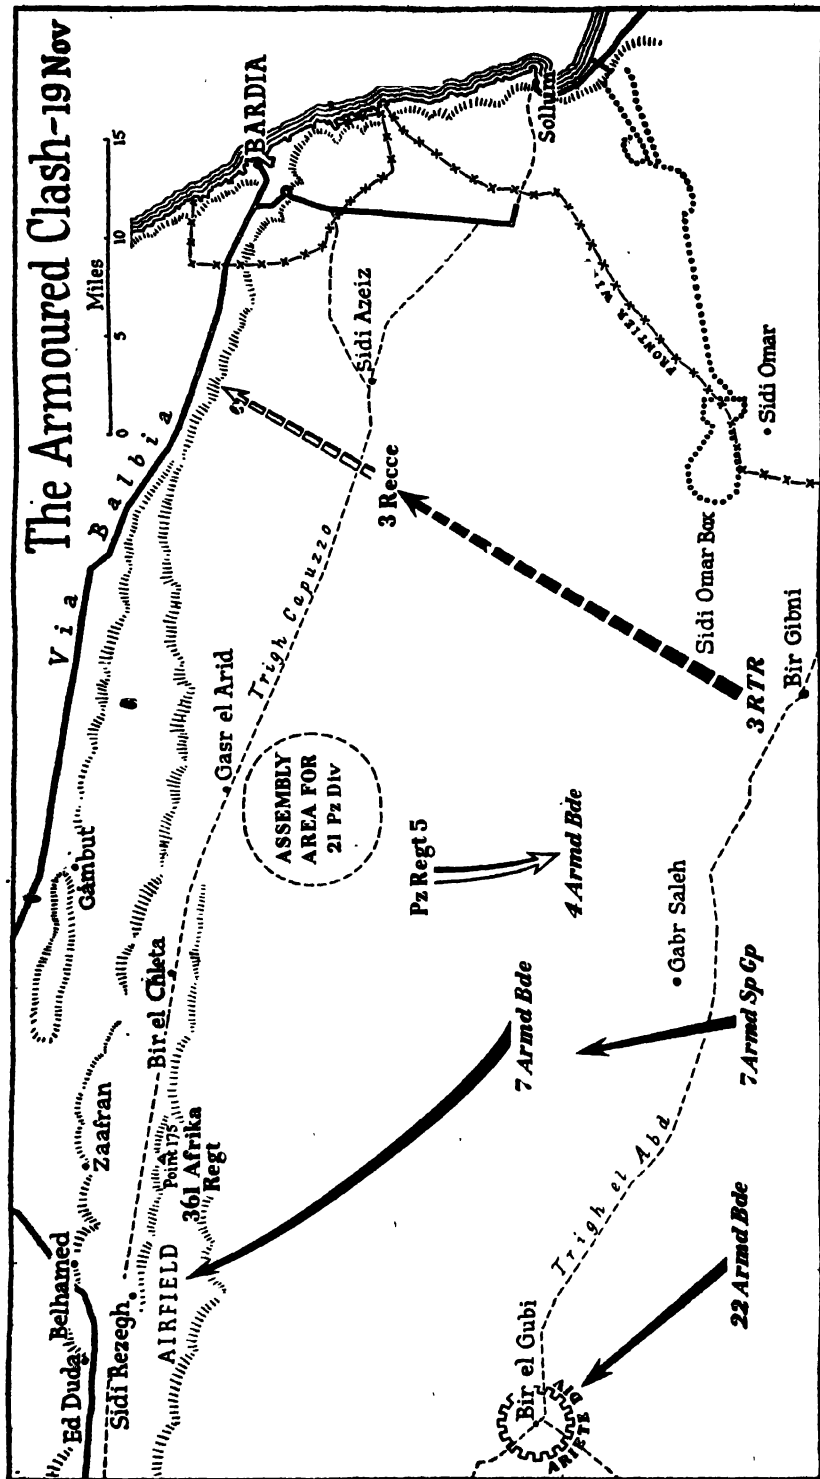 The Armoured Clash-19 Nov
Miles
0
5
10
15
Via Balbia
BARDIA
Gambut
Zaafran
Belhamed
Ed Duda
Sidi Rezegh
AIRFIELD
Point 175
361 Afrika
Regt
Bir el Chleta
Gasr el Arid
Trigh Capuzzo
ASSEMBLY
AREA FOR
21 Pz Div
3 Recce
Sidi Azeiz
Sollum
Pz Regt 5
4 Armd Bde
7 Armd Bde
FRONTIER WI
Sidi Omar Box
Sidi Omar
3 RTR
Bir Gibni
Gabr Saleh
7 Armd Sp Gp
Trigh el Abd
22 Armd Bde
Bir el Gubi
ARIETE DIV